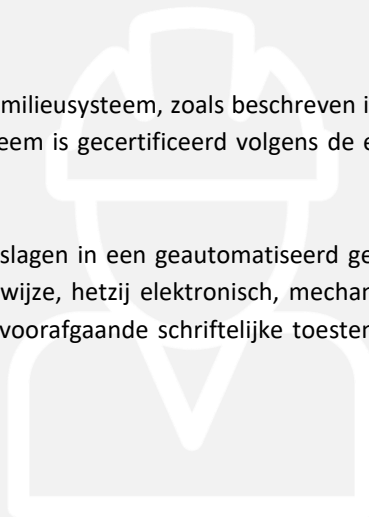 milieusysteem, zoals beschreven i
eem is gecertificeerd volgens de e
slagen in een geautomatiseerd ge
wijze, hetzij elektronisch, mechan
voorafgaande schriftelijke toester